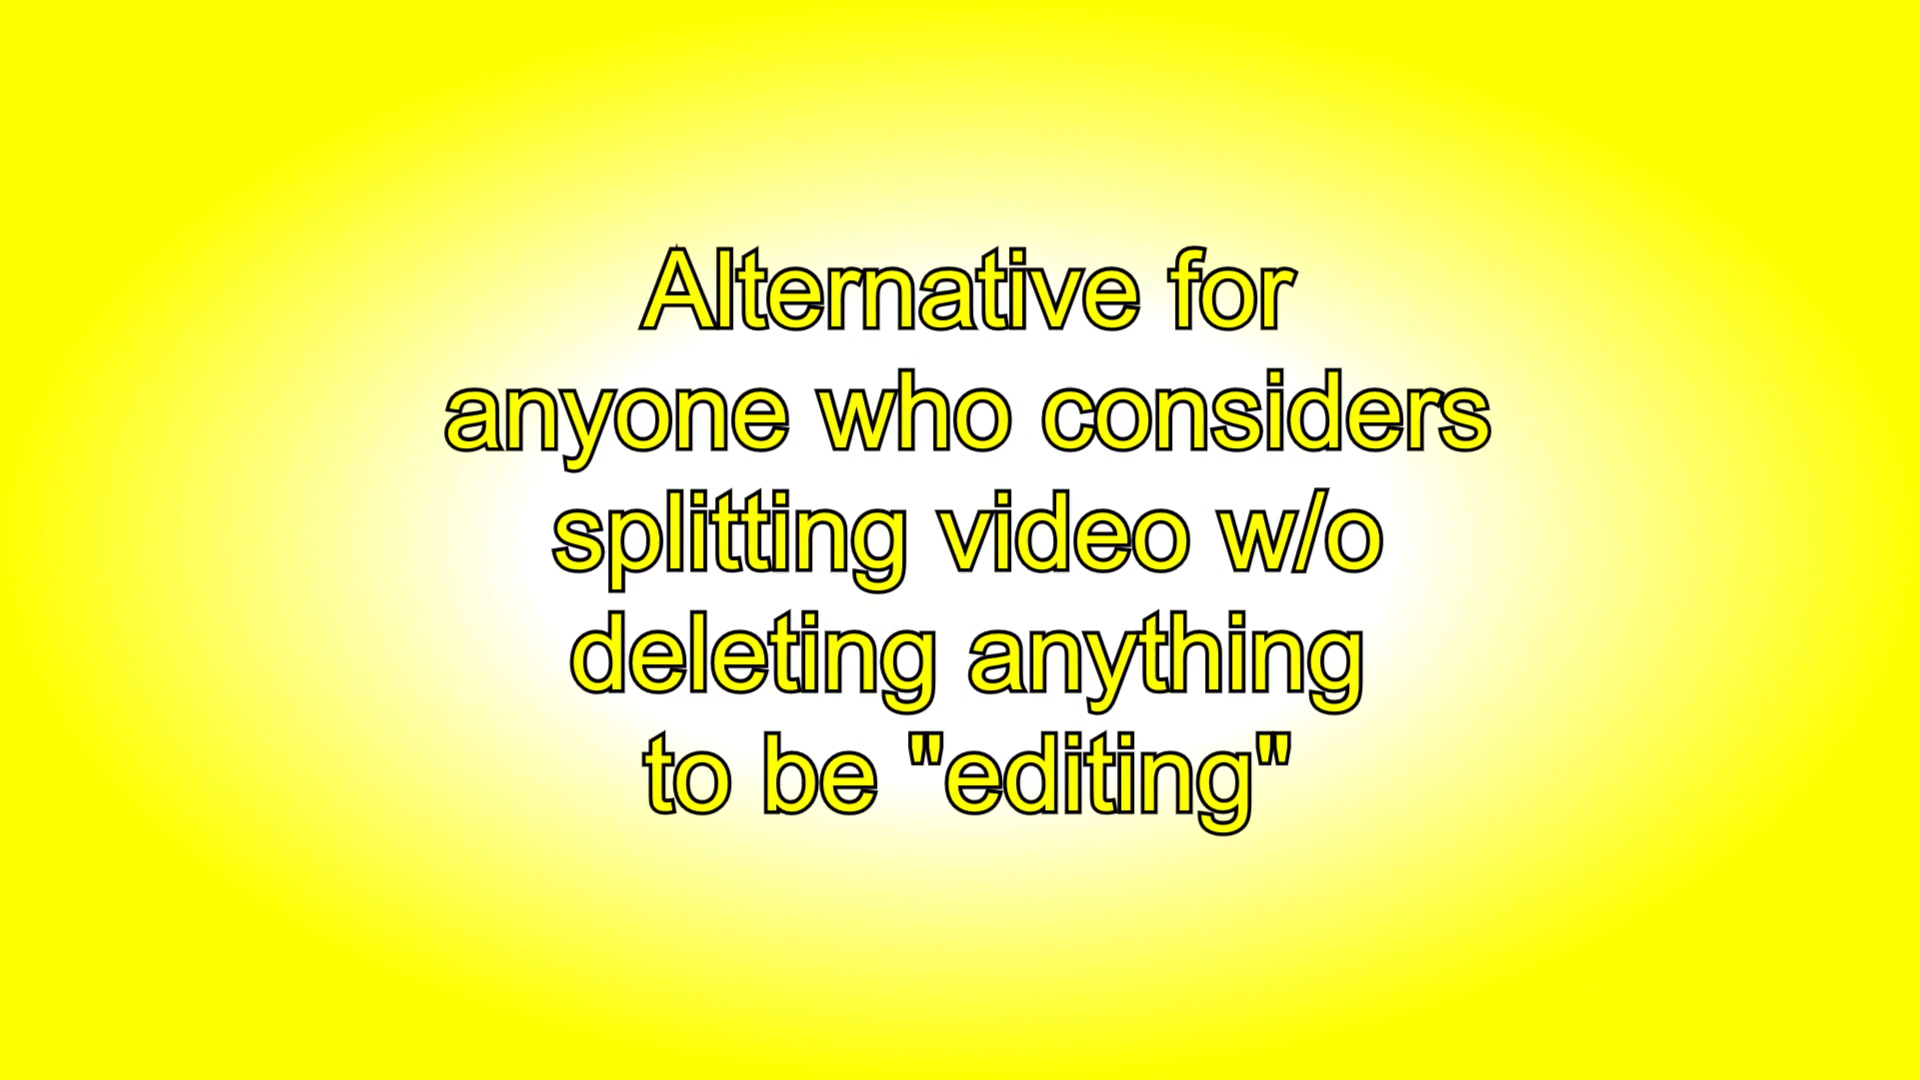 Alternative for
anyone who considers
splitting video w/o
deleting anything
to be "editing"